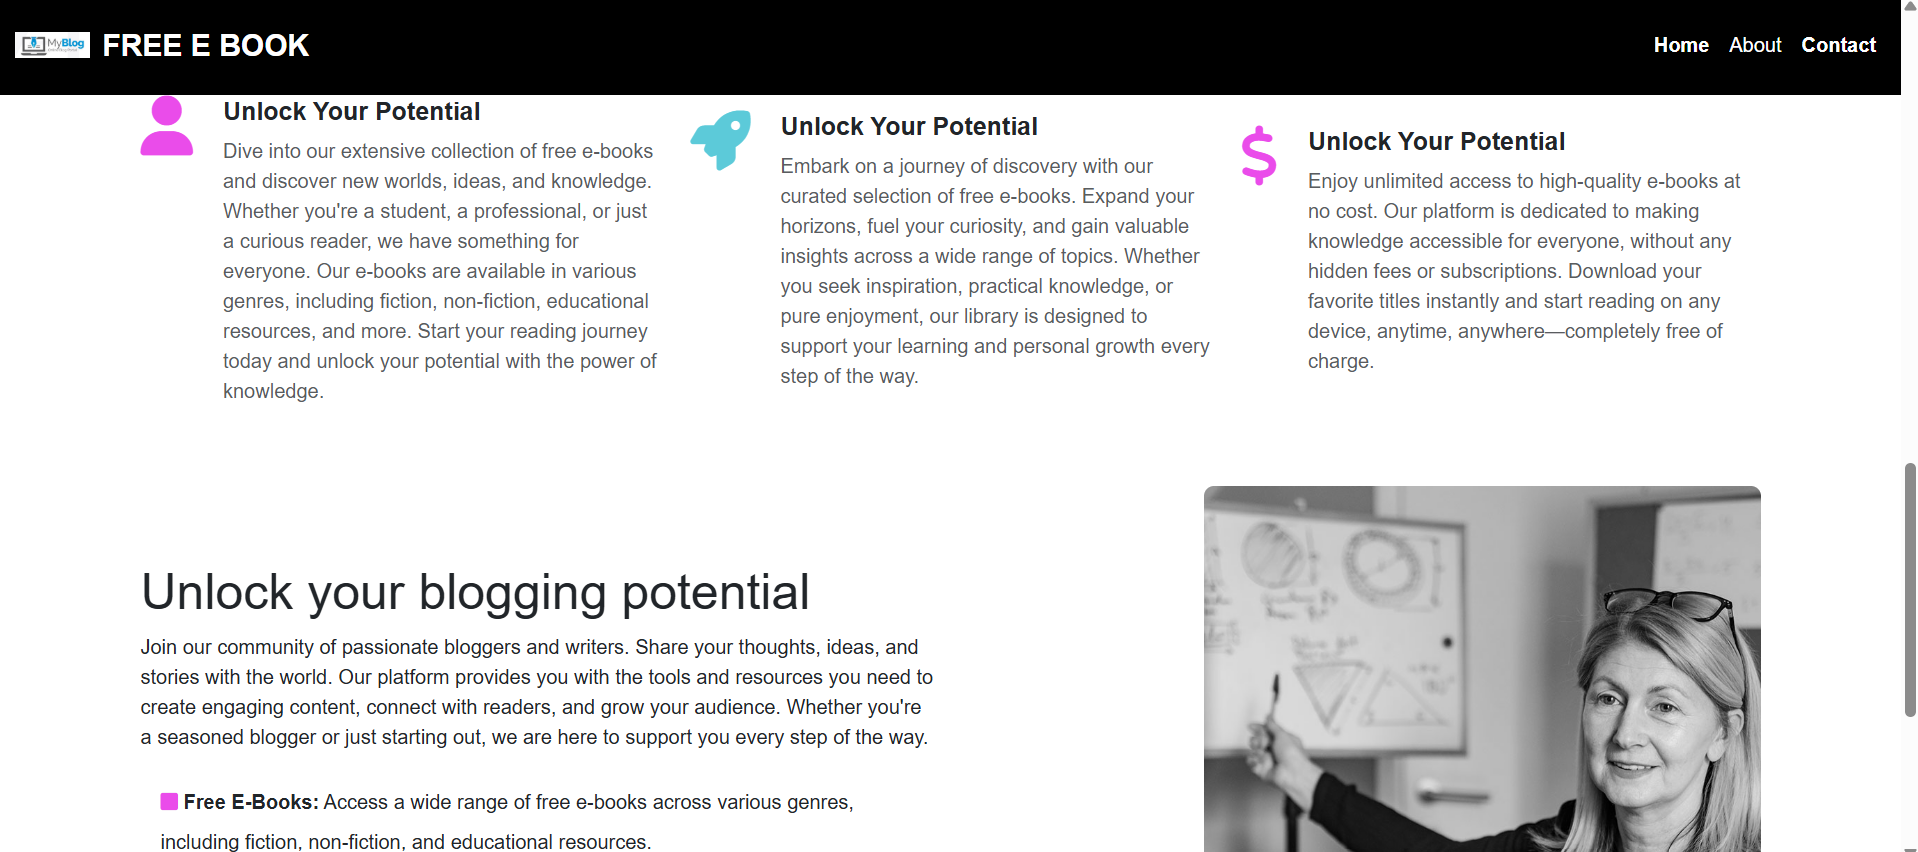 MyBlog
FREE E BOOK
Home
About
Contact
Unlock Your Potential
Dive into our extensive collection of free e-books
and discover new worlds, ideas, and knowledge.
Whether you're a student, a professional, or just
a curious reader, we have something for
everyone. Our e-books are available in various
genres, including fiction, non-fiction, educational
resources, and more. Start your reading journey
today and unlock your potential with the power of
knowledge.
Unlock Your Potential
Embark on a journey of discovery with our
curated selection of free e-books. Expand your
horizons, fuel your curiosity, and gain valuable
insights across a wide range of topics. Whether
you seek inspiration, practical knowledge, or
pure enjoyment, our library is designed to
support your learning and personal growth every
step of the way.
Unlock Your Potential
Enjoy unlimited access to high-quality e-books at
no cost. Our platform is dedicated to making
knowledge accessible for everyone, without any
hidden fees or subscriptions. Download your
favorite titles instantly and start reading on any
device, anytime, anywhere—completely free of
charge.
Unlock your blogging potential
Join our community of passionate bloggers and writers. Share your thoughts, ideas, and
stories with the world. Our platform provides you with the tools and resources you need to
create engaging content, connect with readers, and grow your audience. Whether you're
a seasoned blogger or just starting out, we are here to support you every step of the way.
Free E-Books: Access a wide range of free e-books across various genres,
including fiction, non-fiction, and educational resources.